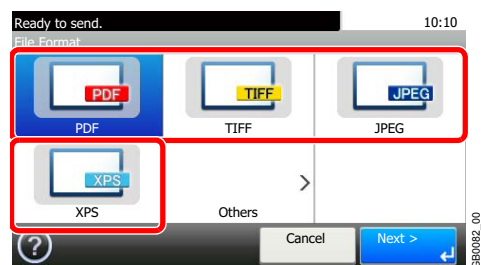 Ready to send. 10:10
File Format
PDF TIFF JPEG
PDF TIFF JPEG
XPS
XPS Others >
? Cancel Next >
GB0082_00